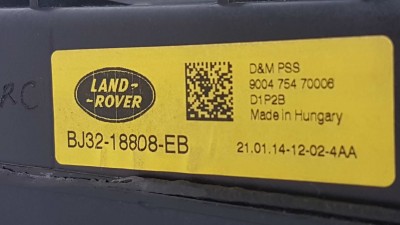 RC
LAND-
-ROVER
BJ32-18808-EB
D&M PSS
9004 754 70006
D1P2B
Made in Hungary
21.01.14-12-02-4AA